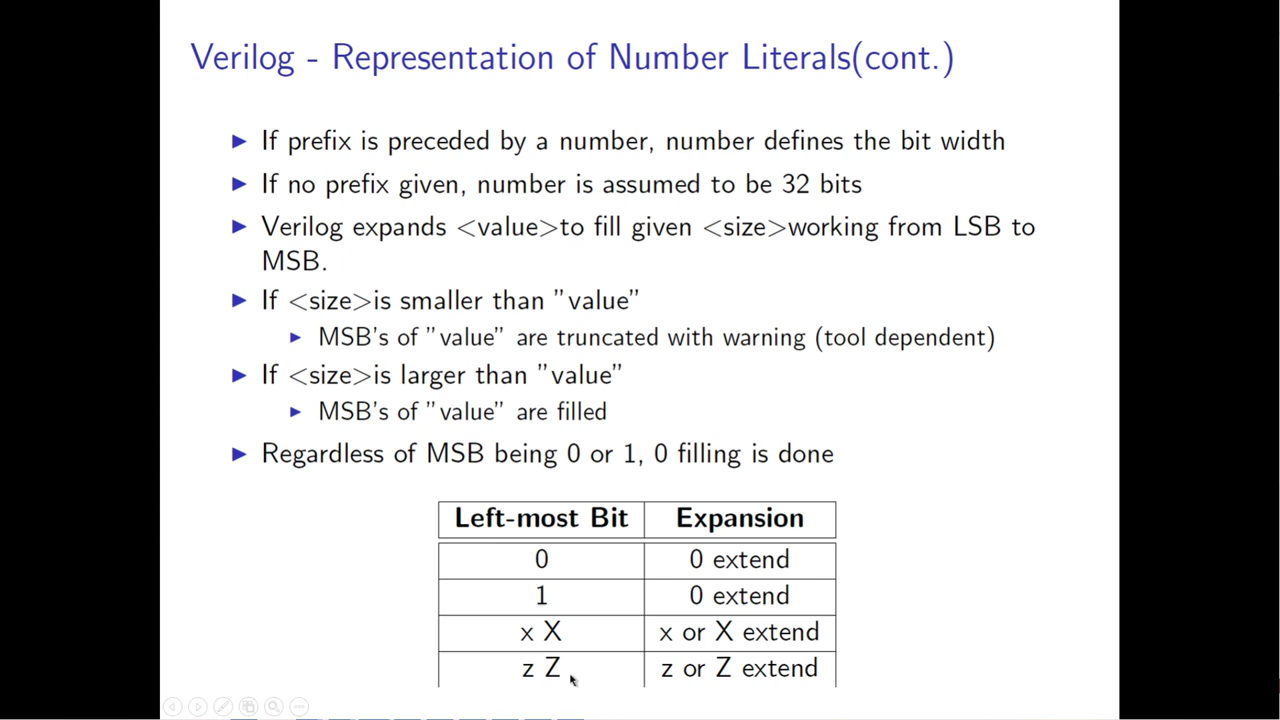 Verilog - Representation of Number Literals(cont.)
If prefix is preceded by a number, number defines the bit width
If no prefix given, number is assumed to be 32 bits
Verilog expands <value>to fill given <size>working from LSB to
MSB.
If <size>is smaller than "value"
MSB's of "value" are truncated with warning (tool dependent)
If <size>is larger than "value"
MSB's of "value" are filled
Regardless of MSB being 0 or 1, 0 filling is done
Left-most Bit Expansion
0 0 extend
1 0 extend
x X x or X extend
z Z z or Z extend